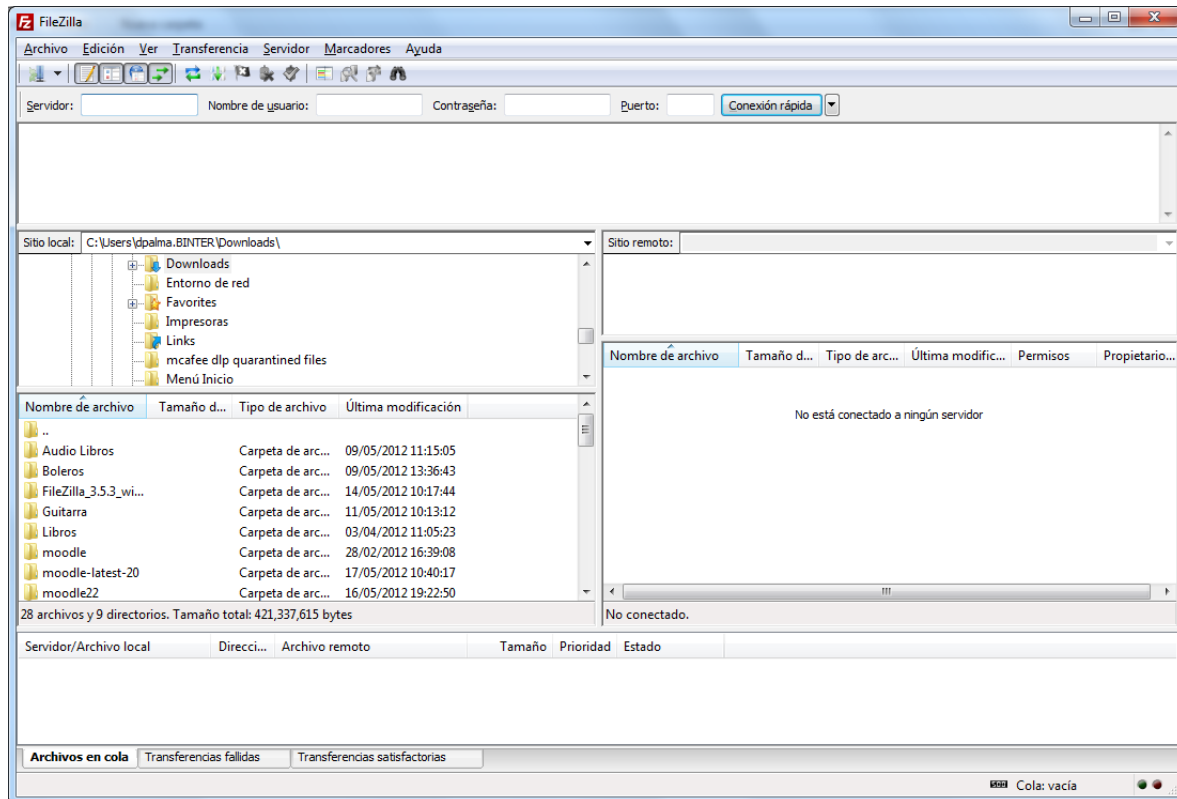 FileZilla
Archivo Edición Ver Transferencia Servidor Marcadores Ayuda
Servidor: Nombre de usuario: Contraseña: Puerto: Conexión rápida
Sitio local: C:\Users\dpalma.BINTER\Downloads\
Downloads
Entorno de red
Favorites
Impresoras
Links
mcafee dlp quarantined files
Menú Inicio
Nombre de archivo Tamaño d... Tipo de archivo Última modificación
..
Audio Libros Carpeta de arc... 09/05/2012 11:15:05
Boleros Carpeta de arc... 09/05/2012 13:36:43
FileZilla_3.5.3_wi... Carpeta de arc... 14/05/2012 10:17:44
Guitarra Carpeta de arc... 11/05/2012 10:13:12
Libros Carpeta de arc... 03/04/2012 11:05:23
moodle Carpeta de arc... 28/02/2012 16:39:08
moodle-latest-20 Carpeta de arc... 17/05/2012 10:40:17
moodle22 Carpeta de arc... 16/05/2012 19:22:50
28 archivos y 9 directorios. Tamaño total: 421,337,615 bytes
Sitio remoto:
Nombre de archivo Tamaño d... Tipo de arc... Última modific... Permisos Propietario...
No está conectado a ningún servidor
No conectado.
Servidor/Archivo local Direcci... Archivo remoto Tamaño Prioridad Estado
Archivos en cola Transferencias fallidas Transferencias satisfactorias
Cola: vacía